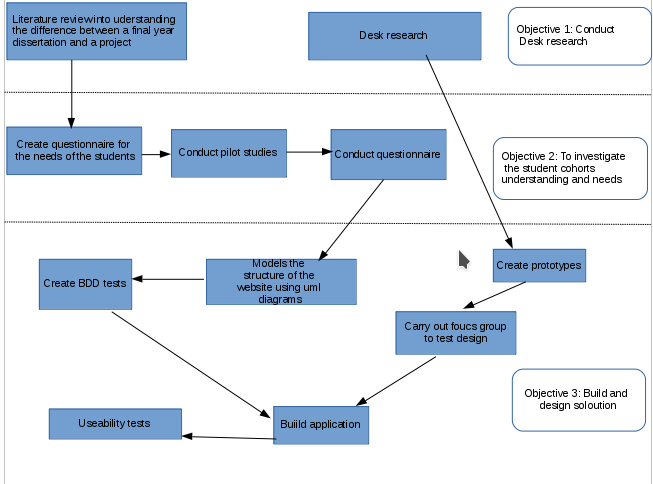 Literature reviewinto uderstanding
the difference between a final year
dissertation and a project
Desk research
Objective 1: Conduct
Desk research
Create questionnaire for
the needs of the students
Conduct pilot studies
Conduct questionnaire
Objective 2: To investigate
the student cohorts
understanding and needs
Create BDD tests
Models the
structure of the
website using uml
diagrams
Create prototypes
Carry out foucs group
to test design
Objective 3: Build and
design soloution
Useability tests
Buiild application